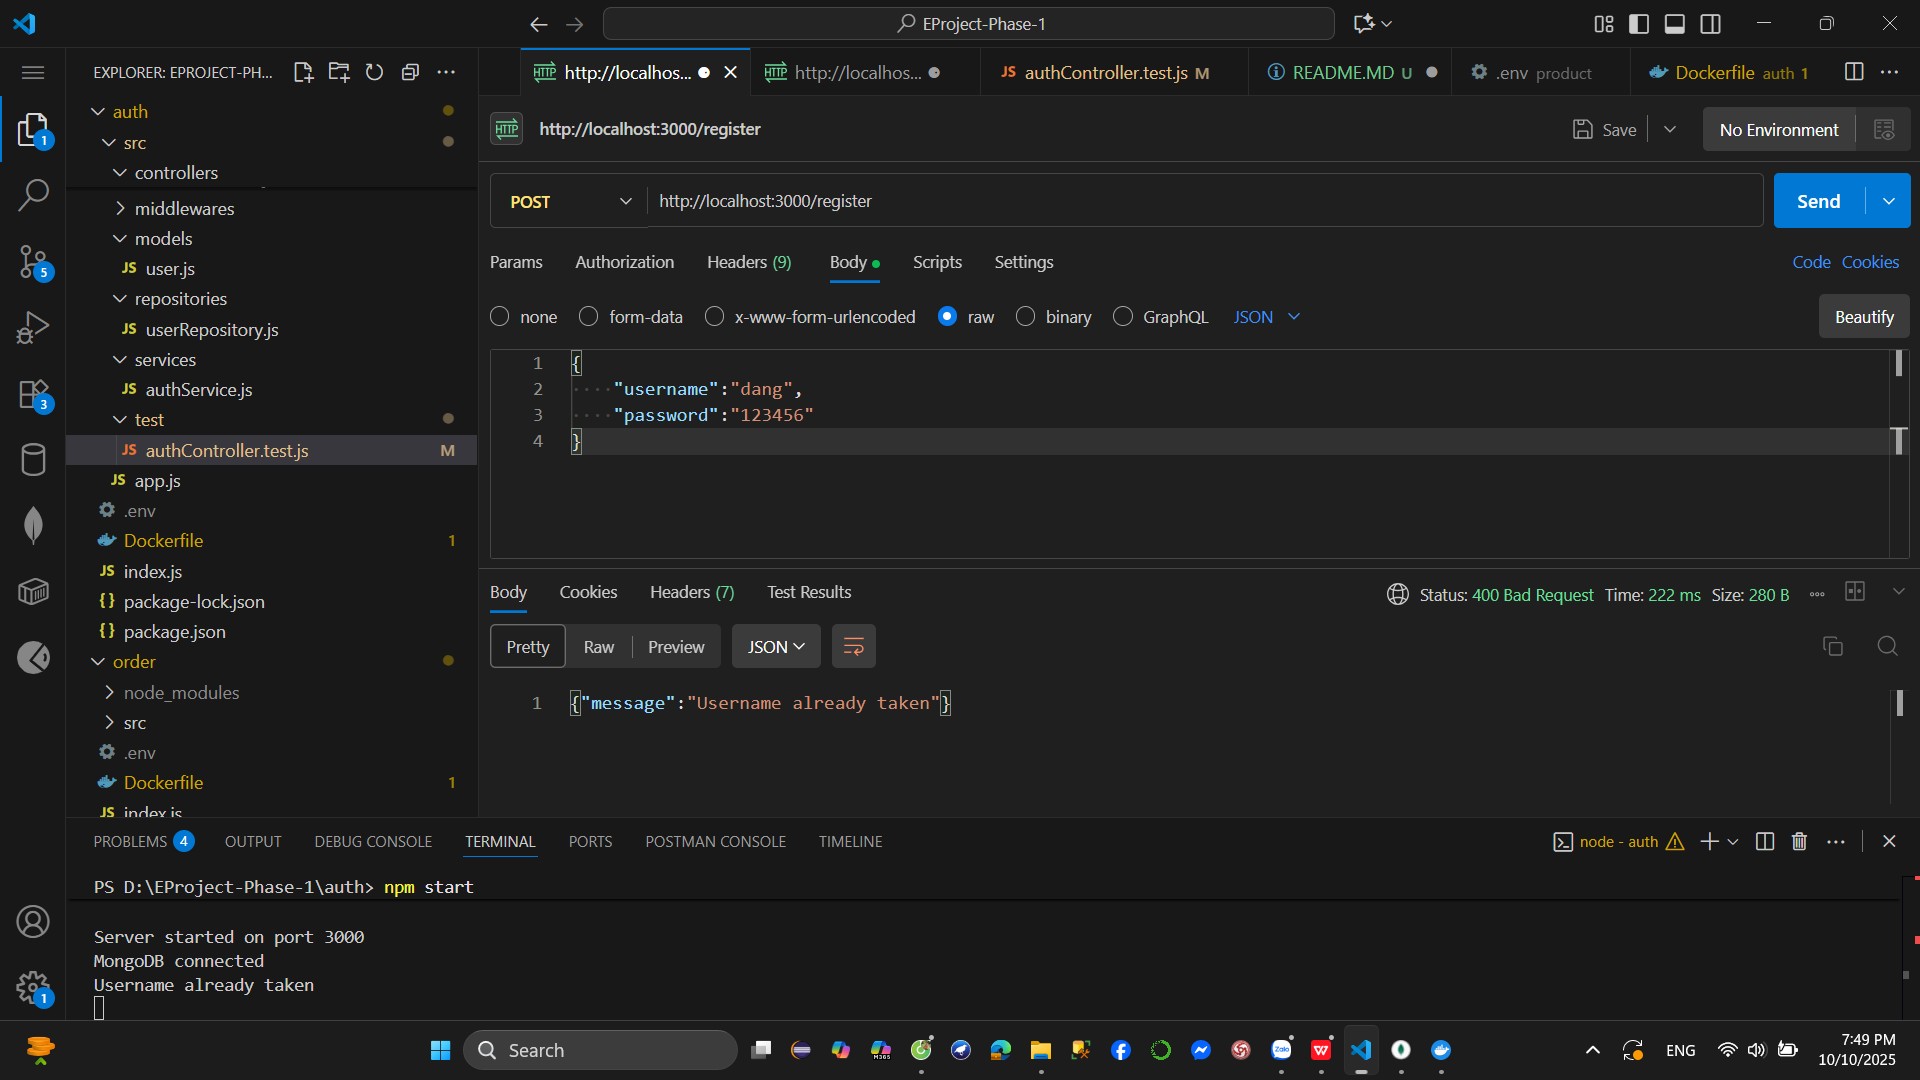 EProject-Phase-1
EXPLORER: EPROJECT-PH...
http://localhos...
http://localhos...
JS authController.test.js M
README.MD U
.env product
Dockerfile auth 1
auth
src
controllers
middlewares
models
JS user.js
repositories
JS userRepository.js
services
JS authService.js
test
JS authController.test.js M
JS app.js
.env
Dockerfile 1
JS index.js
{} package-lock.json
{} package.json
order
node_modules
src
.env
Dockerfile 1
JS index.js
1
5
3
1
HTTP http://localhost:3000/register
Save
No Environment
POST http://localhost:3000/register
Send
Params Authorization Headers (9) Body Scripts Settings
Code Cookies
none form-data x-www-form-urlencoded raw binary GraphQL JSON
Beautify
1 {
2 ····"username":"dang",
3 ····"password":"123456"
4 }
Body Cookies Headers (7) Test Results
Status: 400 Bad Request Time: 222 ms Size: 280 B
Pretty Raw Preview JSON
1 {"message":"Username already taken"}
PROBLEMS 4 OUTPUT DEBUG CONSOLE TERMINAL PORTS POSTMAN CONSOLE TIMELINE
node - auth
PS D:\EProject-Phase-1\auth> npm start
Server started on port 3000
MongoDB connected
Username already taken
Search
ENG
7:49 PM
10/10/2025